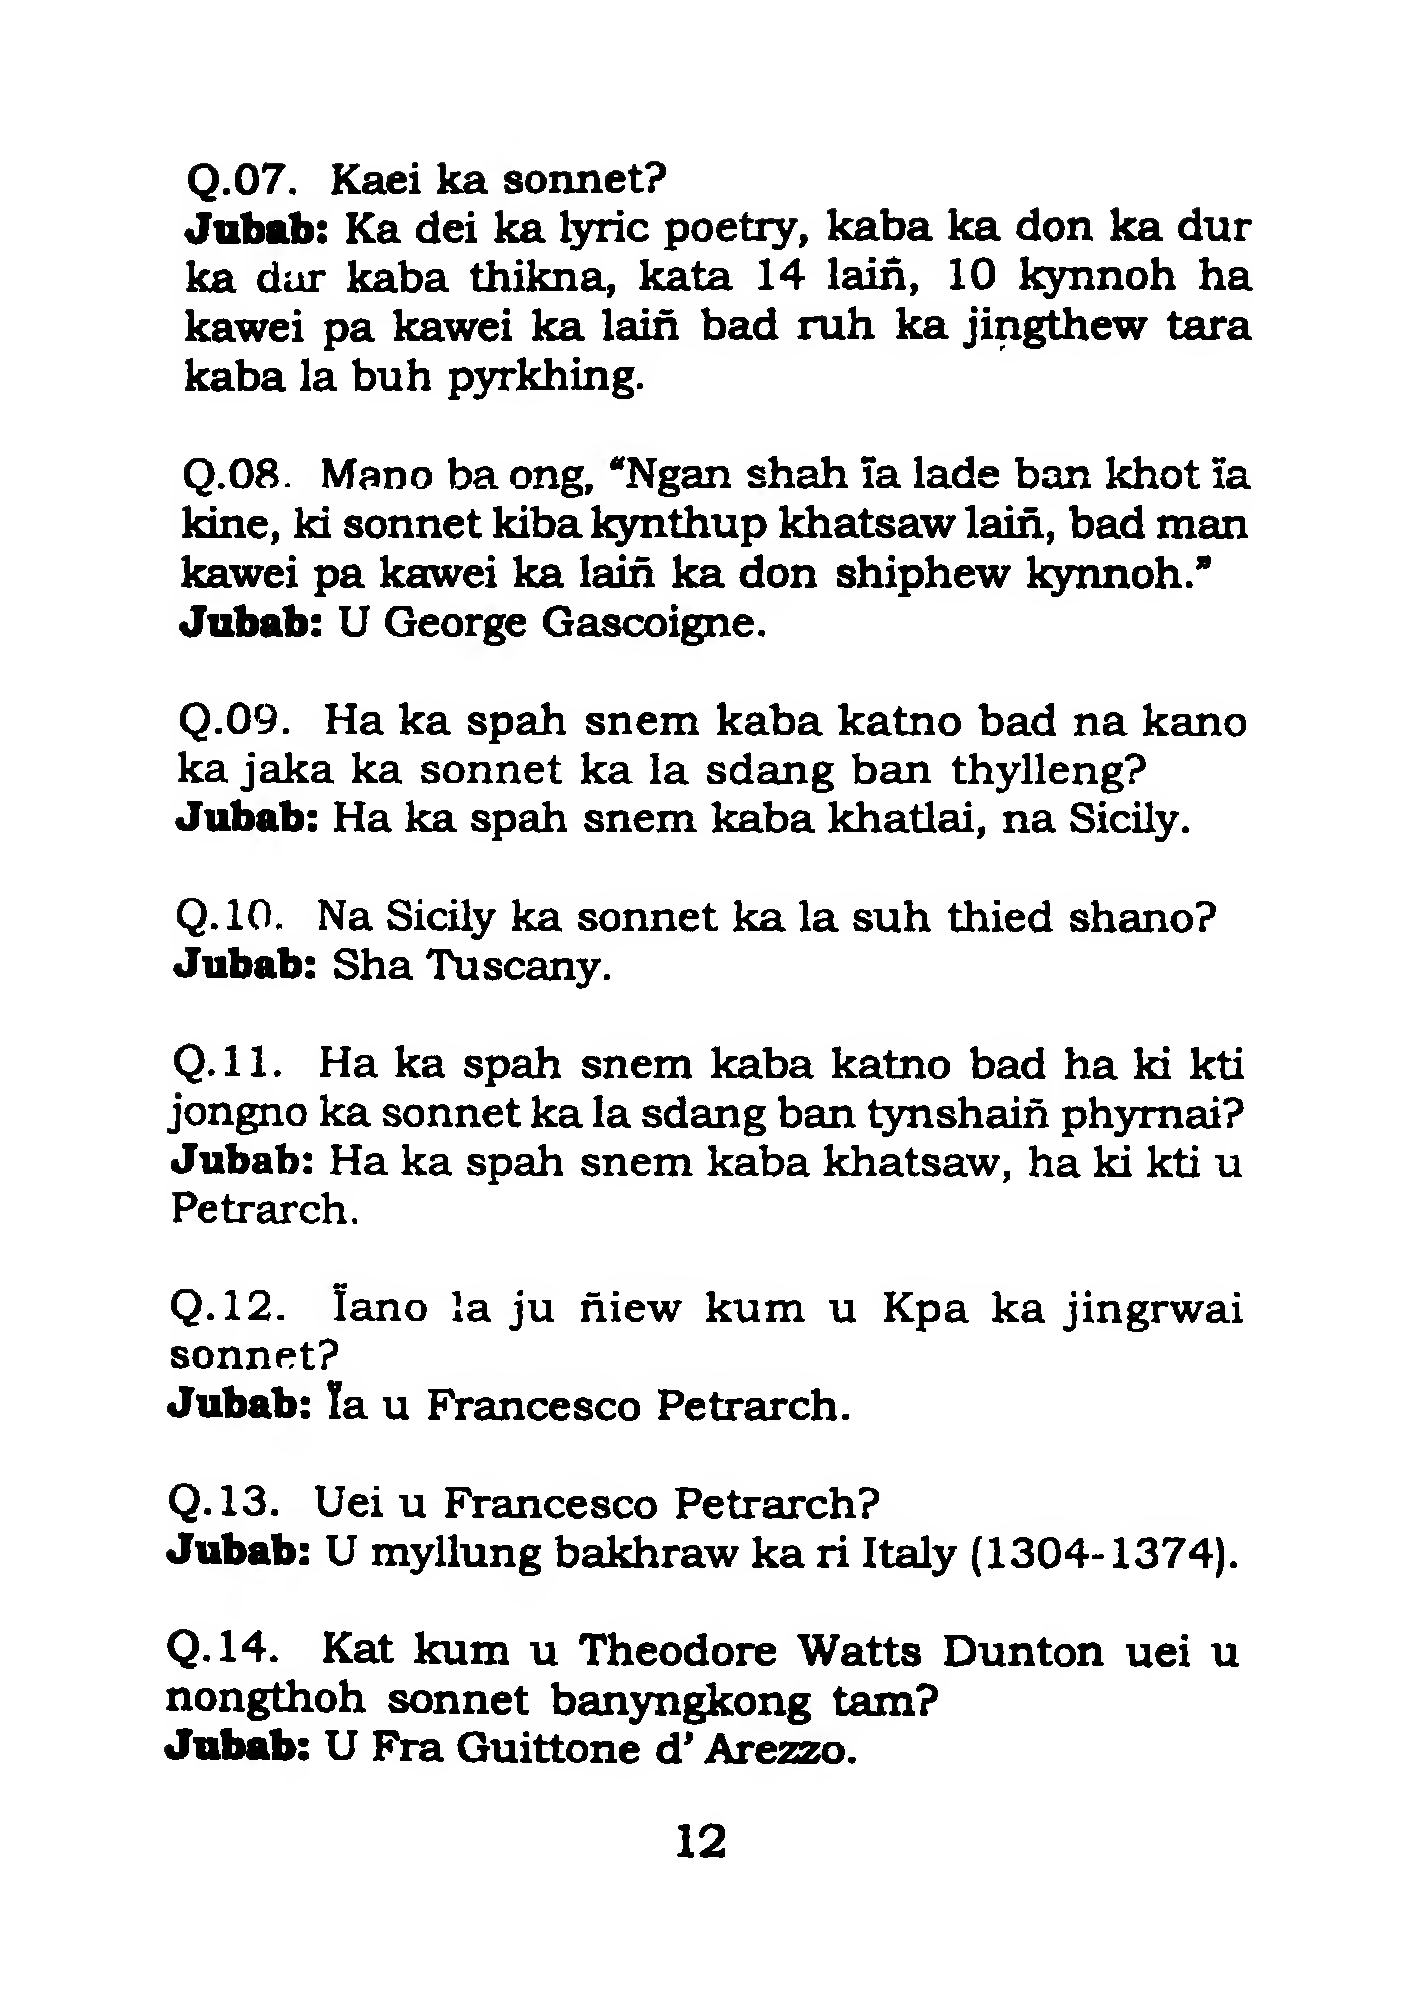 Q.07. Kaei ka sonnet?
Jubab: Ka dei ka lyric poetry, kaba ka don ka dur
ka dur kaba thikna, kata 14 laiñ, 10 kynnoh ha
kawei pa kawei ka laiñ bad ruh ka jingthew tara
kaba la buh pyrkhing.
Q.08. Mano ba ong, “Ngan shah ïa lade ban khot ïa
kine, ki sonnet kiba kynthup khatsaw laiñ, bad man
kawei pa kawei ka laiñ ka don shiphew kynnoh.”
Jubab: U George Gascoigne.
Q.09. Ha ka spah snem kaba katno bad na kano
ka jaka ka sonnet ka la sdang ban thylleng?
Jubab: Ha ka spah snem kaba khatlai, na Sicily.
Q.10. Na Sicily ka sonnet ka la suh thied shano?
Jubab: Sha Tuscany.
Q.11. Ha ka spah snem kaba katno bad ha ki kti
jongno ka sonnet ka la sdang ban tynshaiñ phyrnai?
Jubab: Ha ka spah snem kaba khatsaw, ha ki kti u
Petrarch.
Q.12. Ïano la ju ñiew kum u Kpa ka jingrwai
sonnet?
Jubab: Ïa u Francesco Petrarch.
Q.13. Uei u Francesco Petrarch?
Jubab: U myllung bakhraw ka ri Italy (1304-1374).
Q.14. Kat kum u Theodore Watts Dunton uei u
nongthoh sonnet banyngkong tam?
Jubab: U Fra Guittone d’ Arezzo.
12